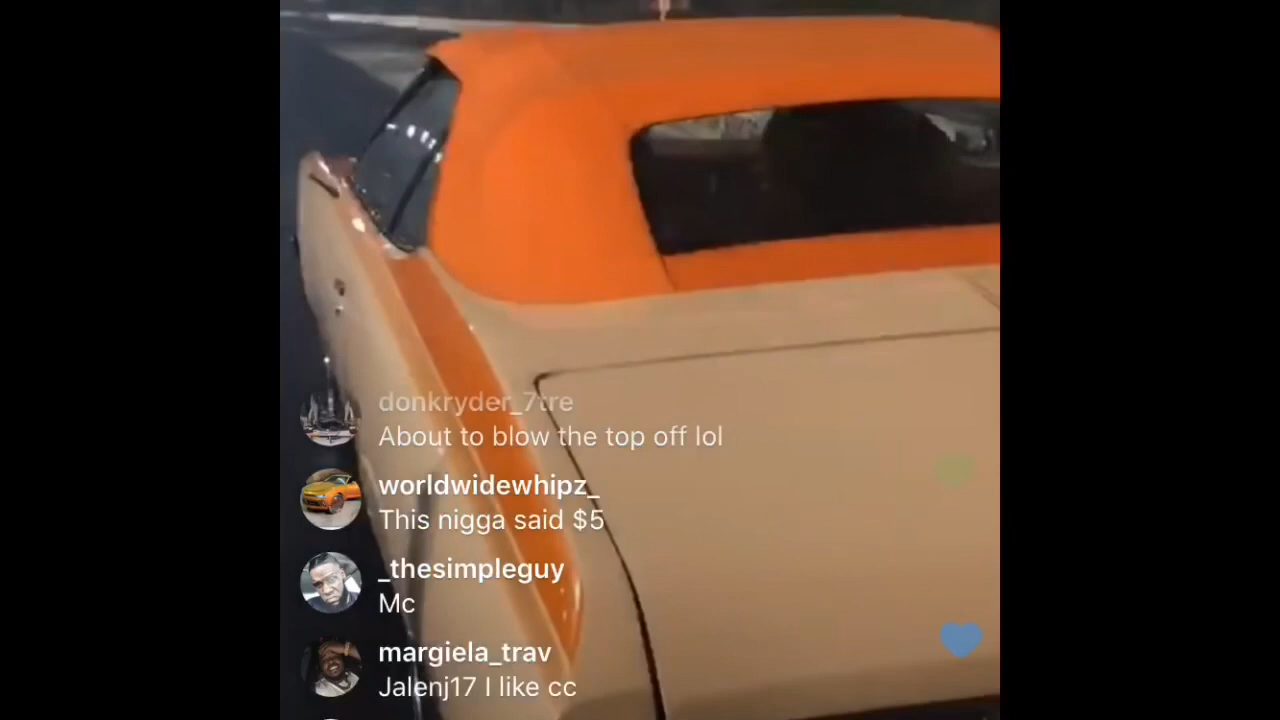 donkryder_7tre
About to blow the top off lol
worldwidewhipz_
This nigga said $5
_thesimpleguy
Mc
margiela_trav
Jalenj17 I like cc